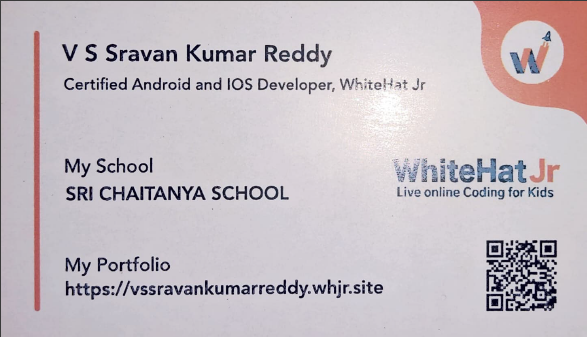 V S Sravan Kumar Reddy
Certified Android and IOS Developer, WhiteHat Jr
W
My School
SRI CHAITANYA SCHOOL
WhiteHat Jr
Live online Coding for Kids
My Portfolio
https://vssravankumarreddy.whjr.site